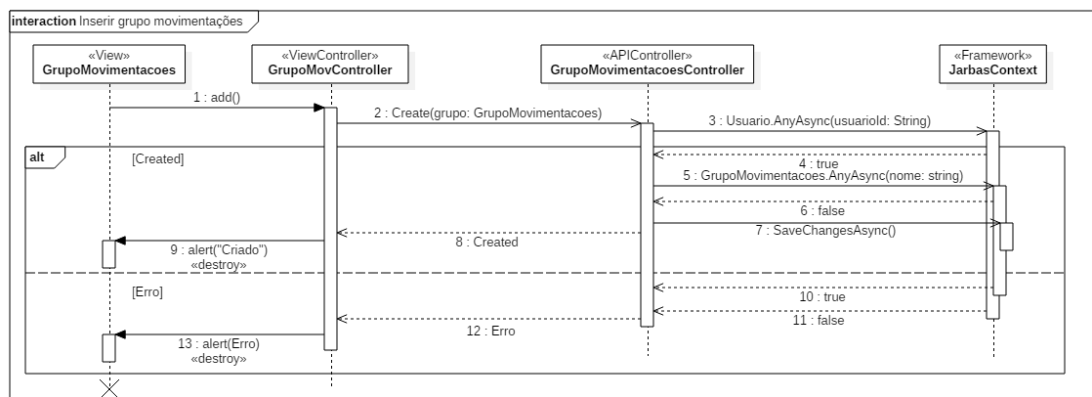 interaction Inserir grupo movimentações
«View»
GrupoMovimentacoes
«ViewController»
GrupoMovController
«APIController»
GrupoMovimentacoesController
«Framework»
JarbasContext
1 : add()
2 : Create(grupo: GrupoMovimentacoes)
3 : Usuario.AnyAsync(usuarioId: String)
alt
[Created]
4 : true
5 : GrupoMovimentacoes.AnyAsync(nome: string)
6 : false
7 : SaveChangesAsync()
8 : Created
9 : alert("Criado")
«destroy»
[Erro]
10 : true
11 : false
12 : Erro
13 : alert(Erro)
«destroy»